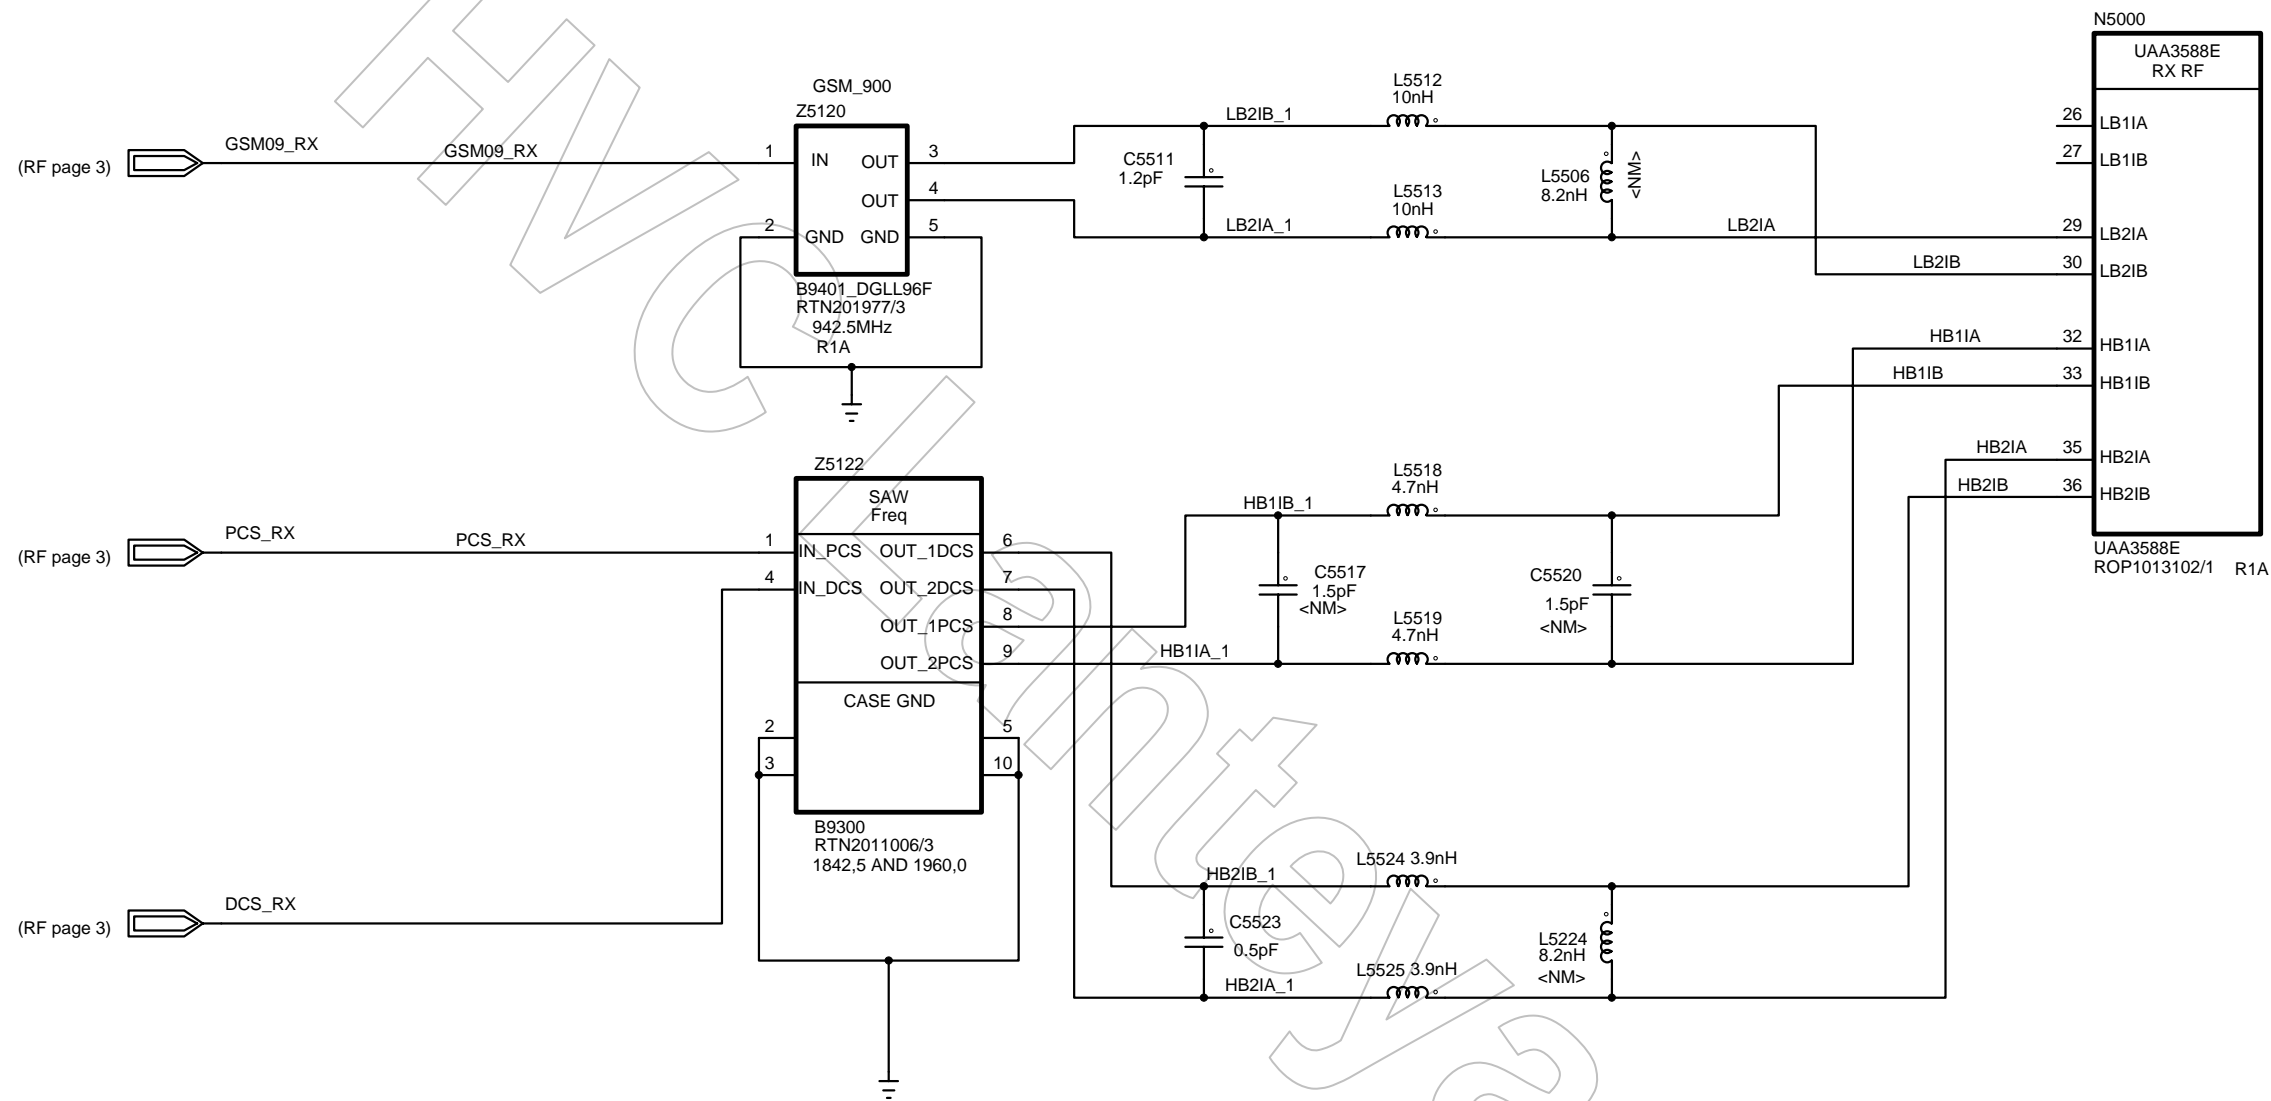 N5000
UAA3588E
RX RF
GSM_900
Z5120
(RF page 3)
GSM09_RX
GSM09_RX
1
IN
OUT
3
OUT
4
2
GND
GND
5
B9401_DGLL96F
RTN201977/3
942.5MHz
R1A
LB2IB_1
L5512
10nH
C5511
1.2pF
L5513
10nH
LB2IA_1
L5506
8.2nH
<NM>
LB2IA
LB2IB
26
LB1IA
27
LB1IB
29
LB2IA
30
LB2IB
HB1IA
32
HB1IA
HB1IB
33
HB1IB
HB2IA
35
HB2IA
HB2IB
36
HB2IB
UAA3588E
ROP1013102/1
R1A
Z5122
SAW
Freq
(RF page 3)
PCS_RX
PCS_RX
1
IN_PCS
OUT_1DCS
6
4
IN_DCS
OUT_2DCS
7
OUT_1PCS
8
OUT_2PCS
9
CASE GND
2
5
3
10
B9300
RTN2011006/3
1842,5 AND 1960,0
HB1IB_1
L5518
4.7nH
C5517
1.5pF
<NM>
C5520
1.5pF
<NM>
L5519
4.7nH
HB1IA_1
(RF page 3)
DCS_RX
HB2IB_1
L5524 3.9nH
C5523
0.5pF
L5224
8.2nH
<NM>
L5525 3.9nH
HB2IA_1
HVC Lanteya